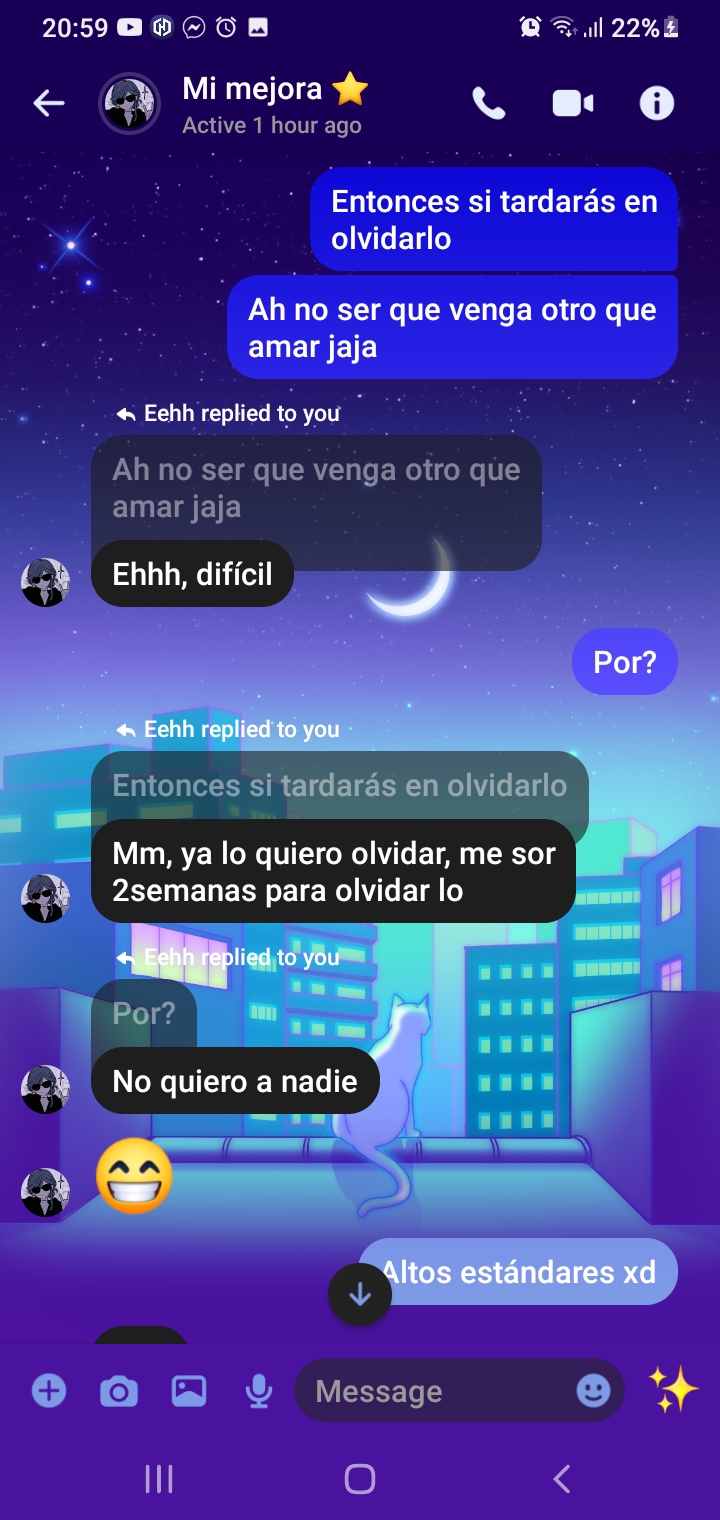 20:59
22%
Mi mejora ⭐
Active 1 hour ago
Entonces si tardarás en
olvidarlo
Ah no ser que venga otro que
amar jaja
Eehh replied to you
Ah no ser que venga otro que
amar jaja
Ehhh, difícil
Por?
Eehh replied to you
Entonces si tardarás en olvidarlo
Mm, ya lo quiero olvidar, me sor
2semanas para olvidar lo
Eehh replied to you
Por?
No quiero a nadie
😁
Altos estándares xd
Message